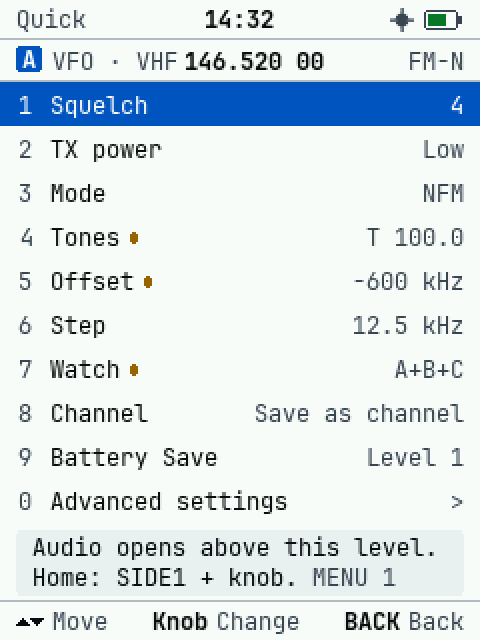 Quick 14:32
A VFO · VHF 146.520 00 FM-N
1 Squelch 4
2 TX power Low
3 Mode NFM
4 Tones T 100.0
5 Offset -600 kHz
6 Step 12.5 kHz
7 Watch A+B+C
8 Channel Save as channel
9 Battery Save Level 1
0 Advanced settings >
Audio opens above this level.
Home: SIDE1 + knob. MENU 1
Move Knob Change BACK Back